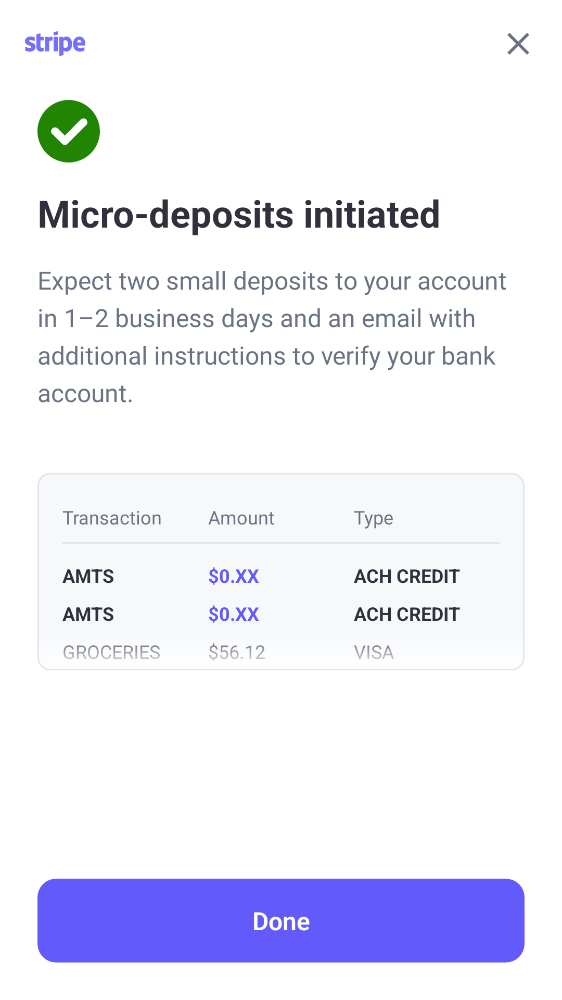 stripe
Micro-deposits initiated
Expect two small deposits to your account
in 1–2 business days and an email with
additional instructions to verify your bank
account.
Transaction Amount Type
AMTS $0.XX ACH CREDIT
AMTS $0.XX ACH CREDIT
GROCERIES $56.12 VISA
Done